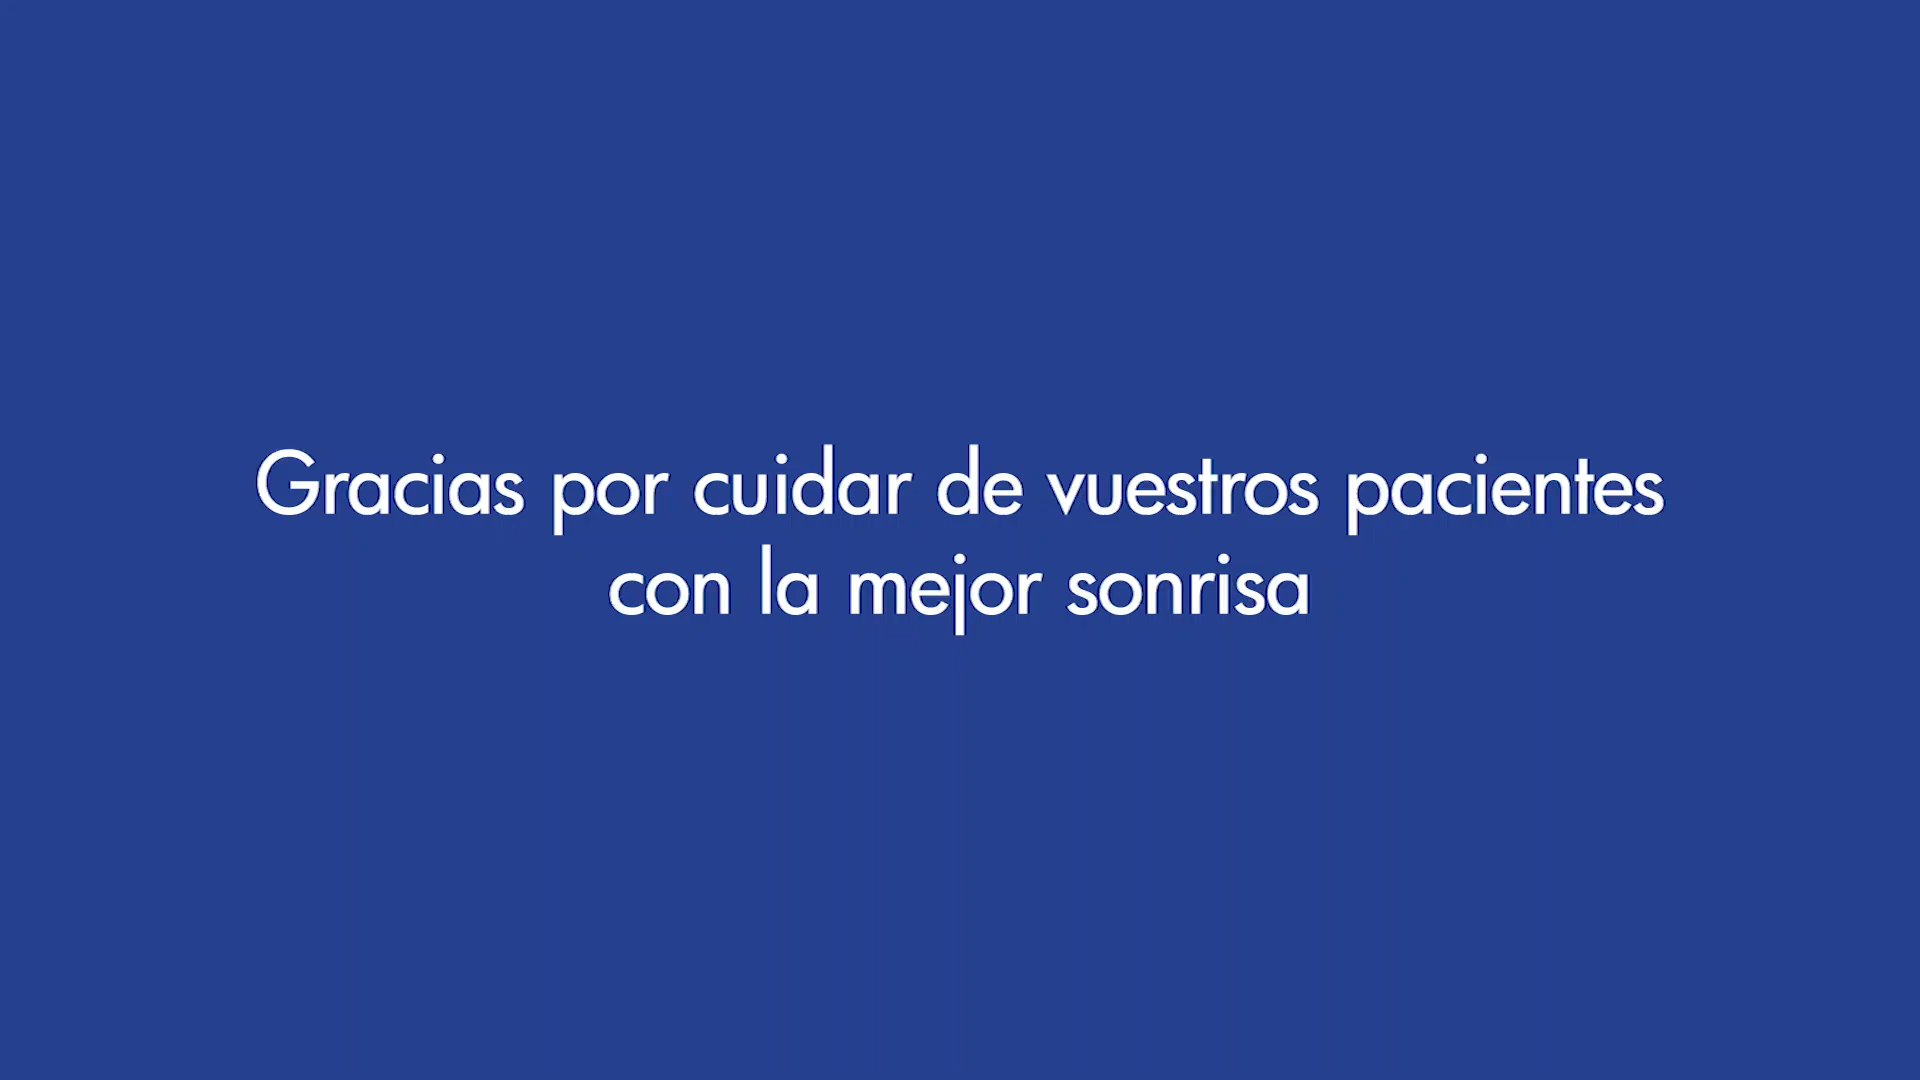 Gracias por cuidar de vuestros pacientes
con la mejor sonrisa